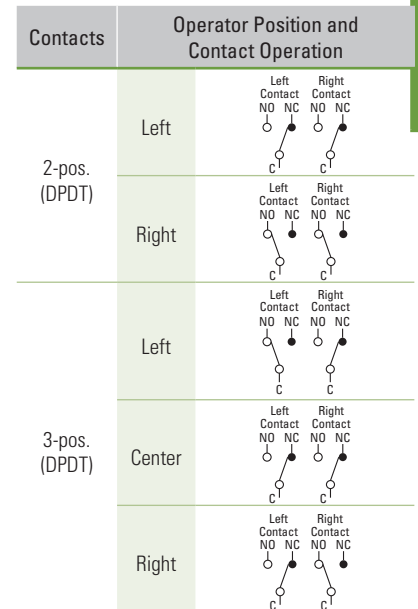 Contacts
Operator Position and
Contact Operation
2-pos.
(DPDT)
Left
Left Right
Contact Contact
NO NC NO NC
C C
Right
Left Right
Contact Contact
NO NC NO NC
C C
3-pos.
(DPDT)
Left
Left Right
Contact Contact
NO NC NO NC
C C
Center
Left Right
Contact Contact
NO NC NO NC
C C
Right
Left Right
Contact Contact
NO NC NO NC
C C